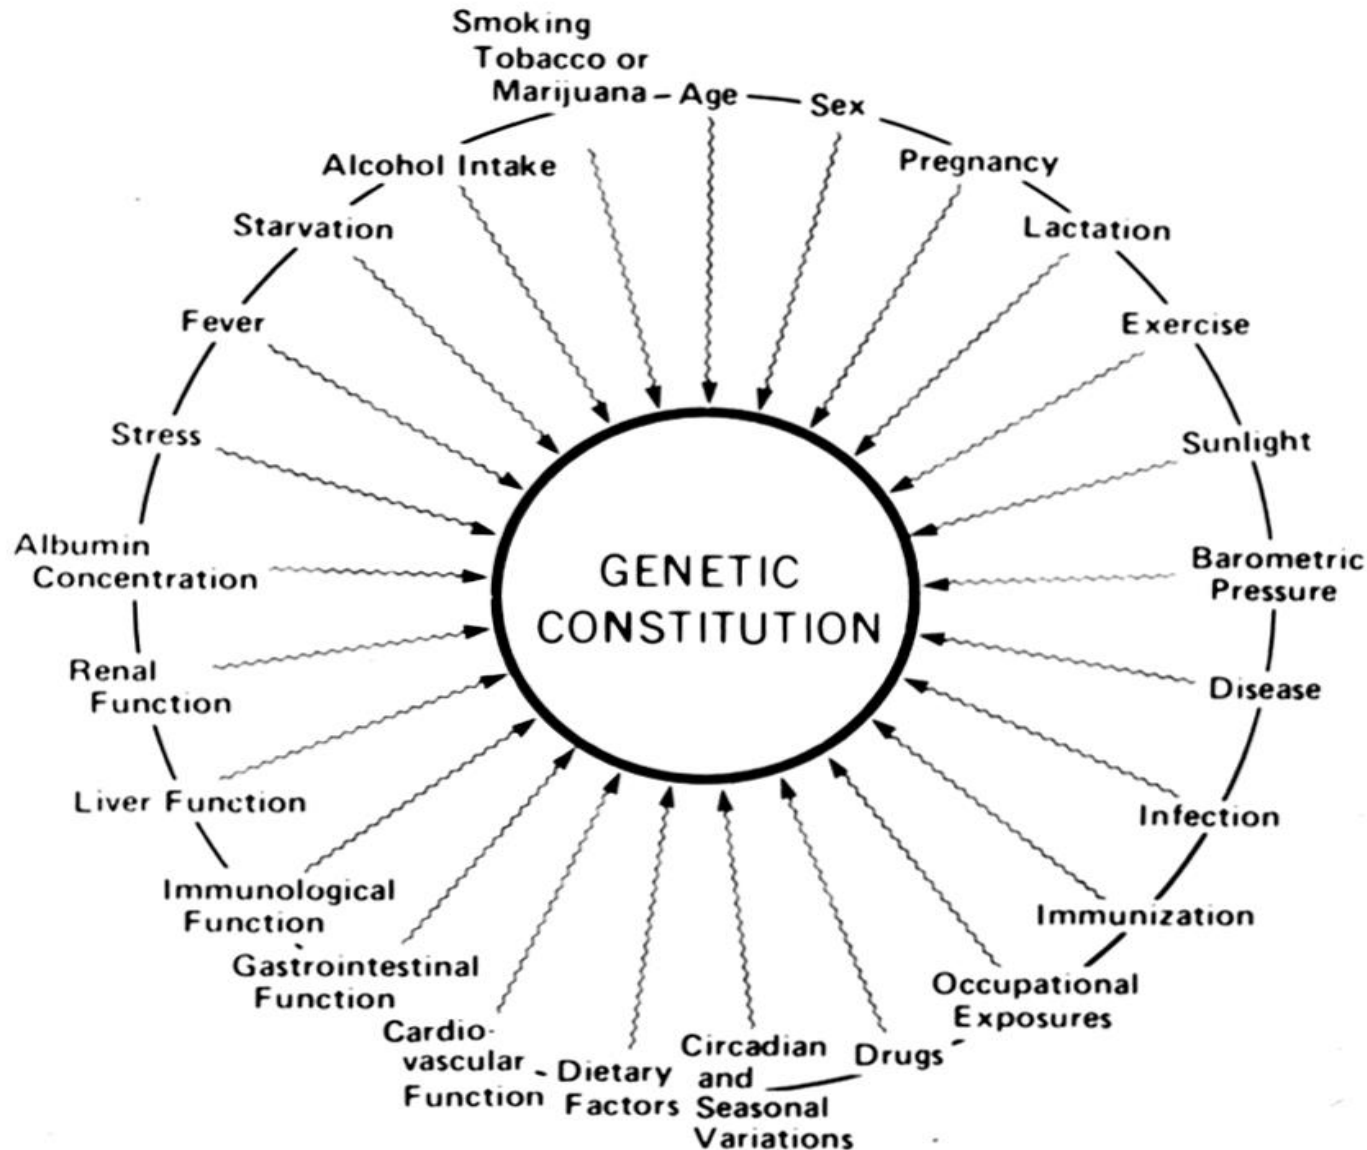 Smoking
Tobacco or
Marijuana
Age
Sex
Pregnancy
Lactation
Exercise
Sunlight
Barometric
Pressure
Disease
Infection
Immunization
Occupational
Exposures
Drugs
Circadian
and
Seasonal
Variations
Dietary
Factors
Cardio-
vascular
Function
Gastrointestinal
Function
Immunological
Function
Liver Function
Renal
Function
Albumin
Concentration
Stress
Fever
Starvation
Alcohol Intake
GENETIC
CONSTITUTION